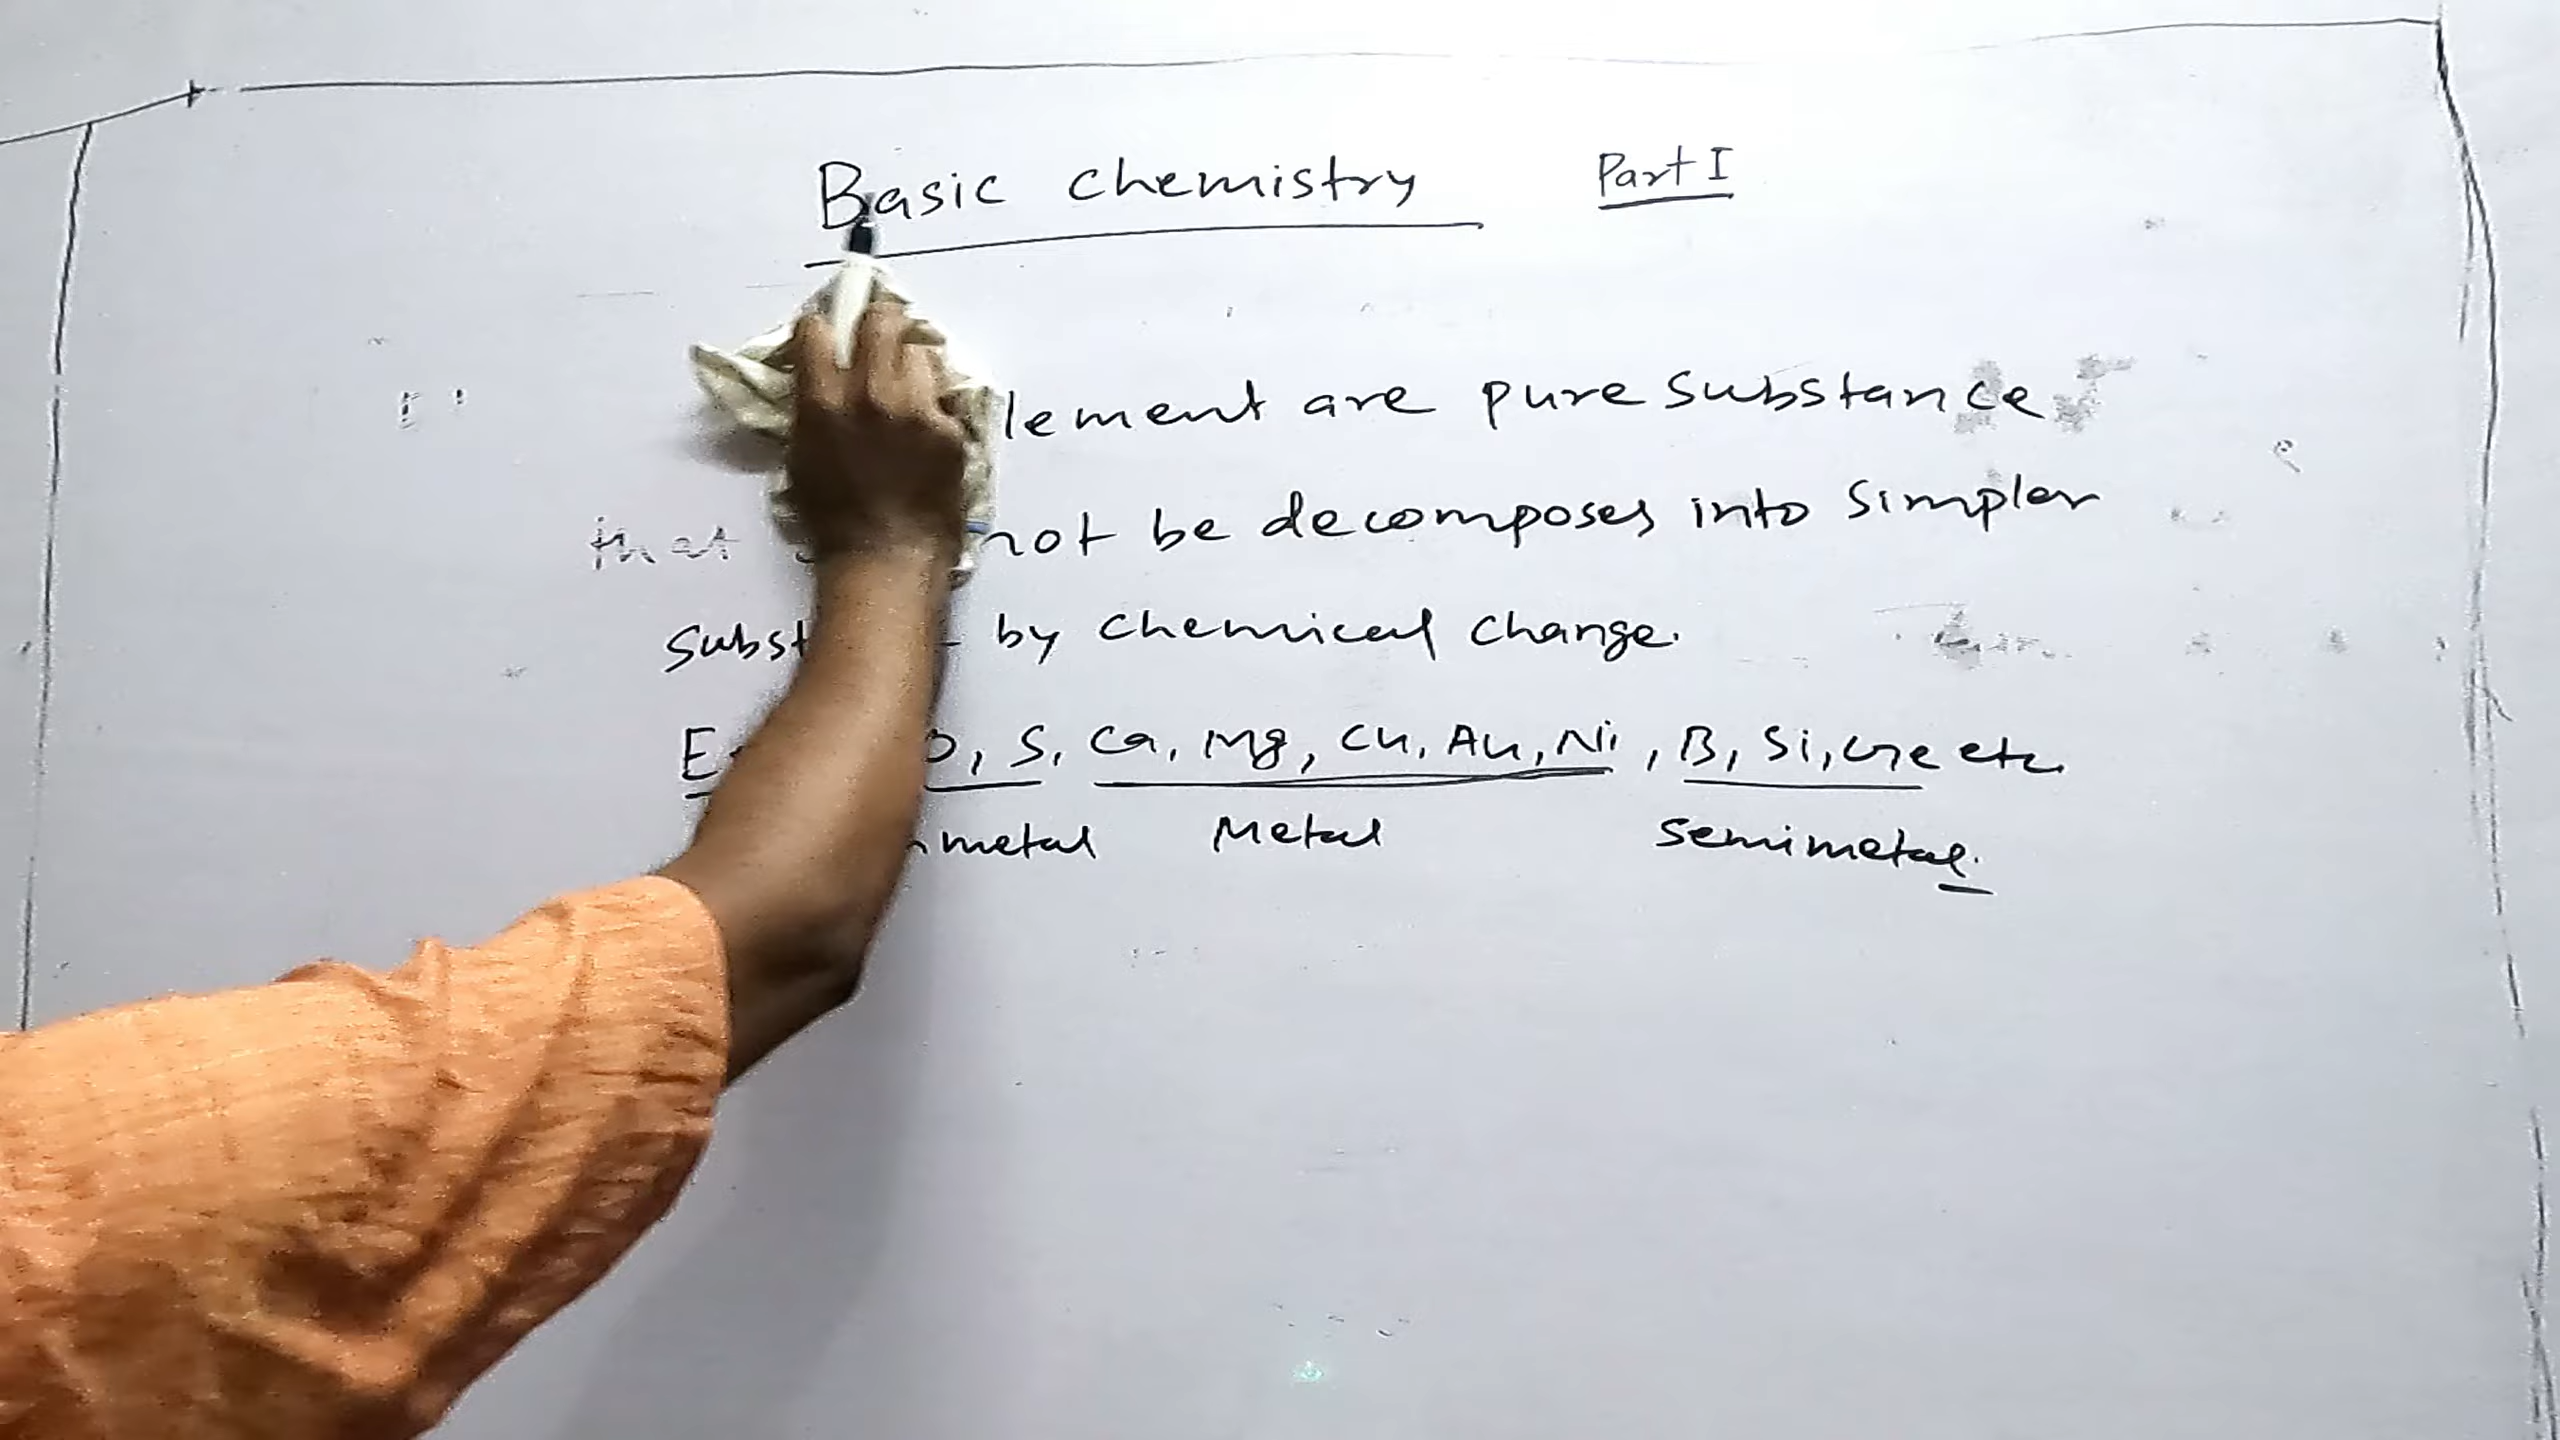 Basic chemistry Part I
lement are pure substance
that not be decomposes into simpler
subst by chemical change.
E O, S, Ca, Mg, Cu, Au, Ni, B, Si, Ge etc.
nmetal Metal Semimetal.